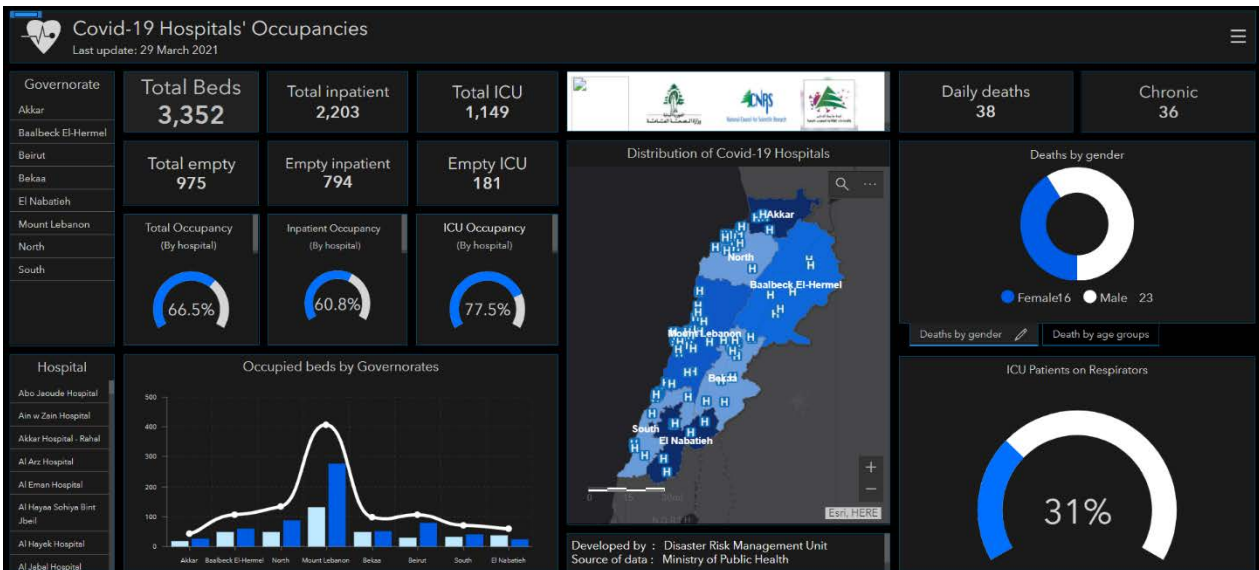 Covid-19 Hospitals' Occupancies
Last update: 29 March 2021
Governorate
Akkar
Baalbeck El-Hermel
Beirut
Bekaa
El Nabatieh
Mount Lebanon
North
South
Total Beds
3,352
Total inpatient
2,203
Total ICU
1,149
Total empty
975
Empty inpatient
794
Empty ICU
181
Total Occupancy
(By hospital)
66.5%
Inpatient Occupancy
(By hospital)
60.8%
ICU Occupancy
(By hospital)
77.5%
Hospital
Abo Jaoude Hospital
Ain w Zain Hospital
Akkar Hospital - Rahal
Al Arz Hospital
Al Eman Hospital
Al Hayaa Sohiya Bint
Jbeil
Al Hayek Hospital
Al Jabal Hospital
Occupied beds by Governorates
500
400
300
200
100
0
Akkar Baalbeck El-Hermel North Mount Lebanon Bekaa Beirut South El Nabatieh
CNRS
National Council for Scientific Research
Distribution of Covid-19 Hospitals
Akkar
North
Baalbeck El-Hermel
Mount Lebanon
Bekaa
South
El Nabatieh
Esri, HERE
Developed by : Disaster Risk Management Unit
Source of data : Ministry of Public Health
Daily deaths
38
Chronic
36
Deaths by gender
Female16 Male 23
Deaths by gender
Death by age groups
ICU Patients on Respirators
31%